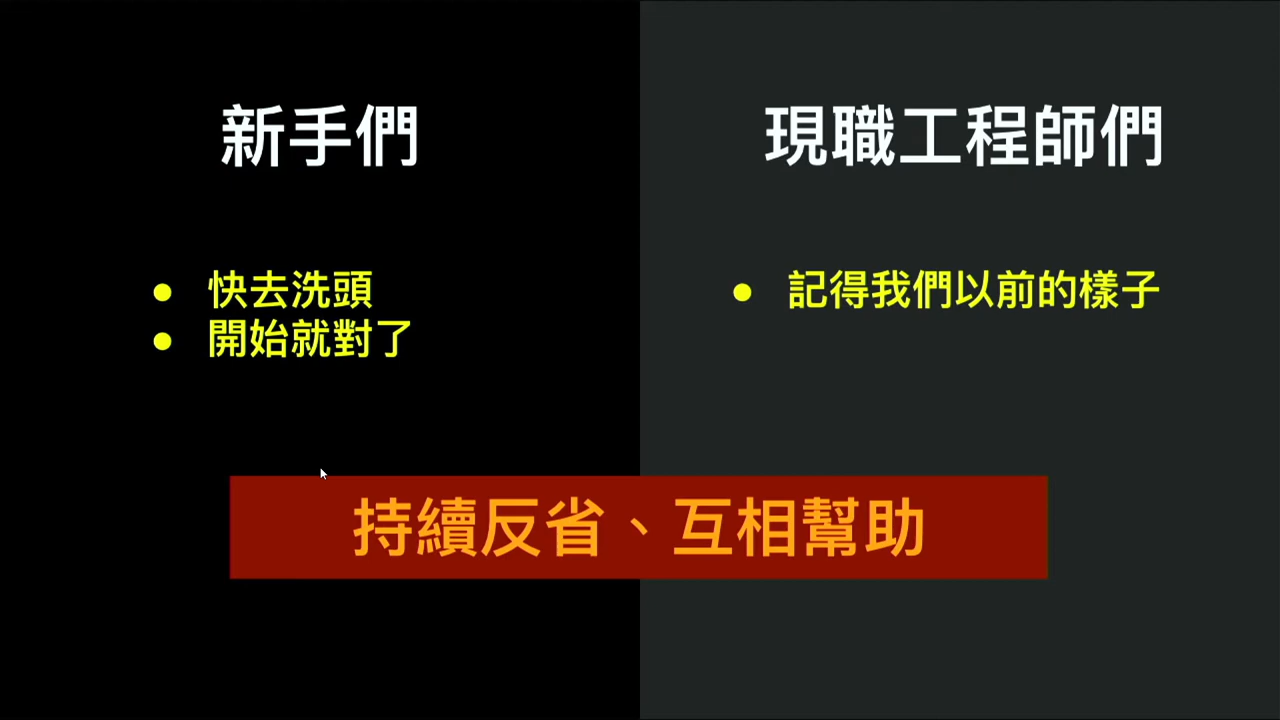 新手們
● 快去洗頭
● 開始就對了
現職工程師們
● 記得我們以前的樣子
持續反省、互相幫助